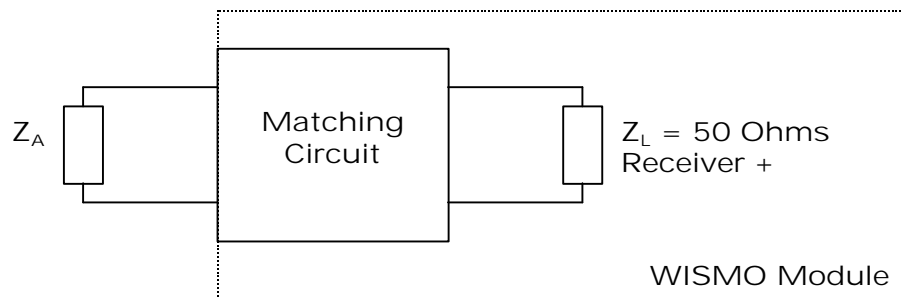 Z_A
Matching
Circuit
Z_L = 50 Ohms
Receiver +
WISMO Module